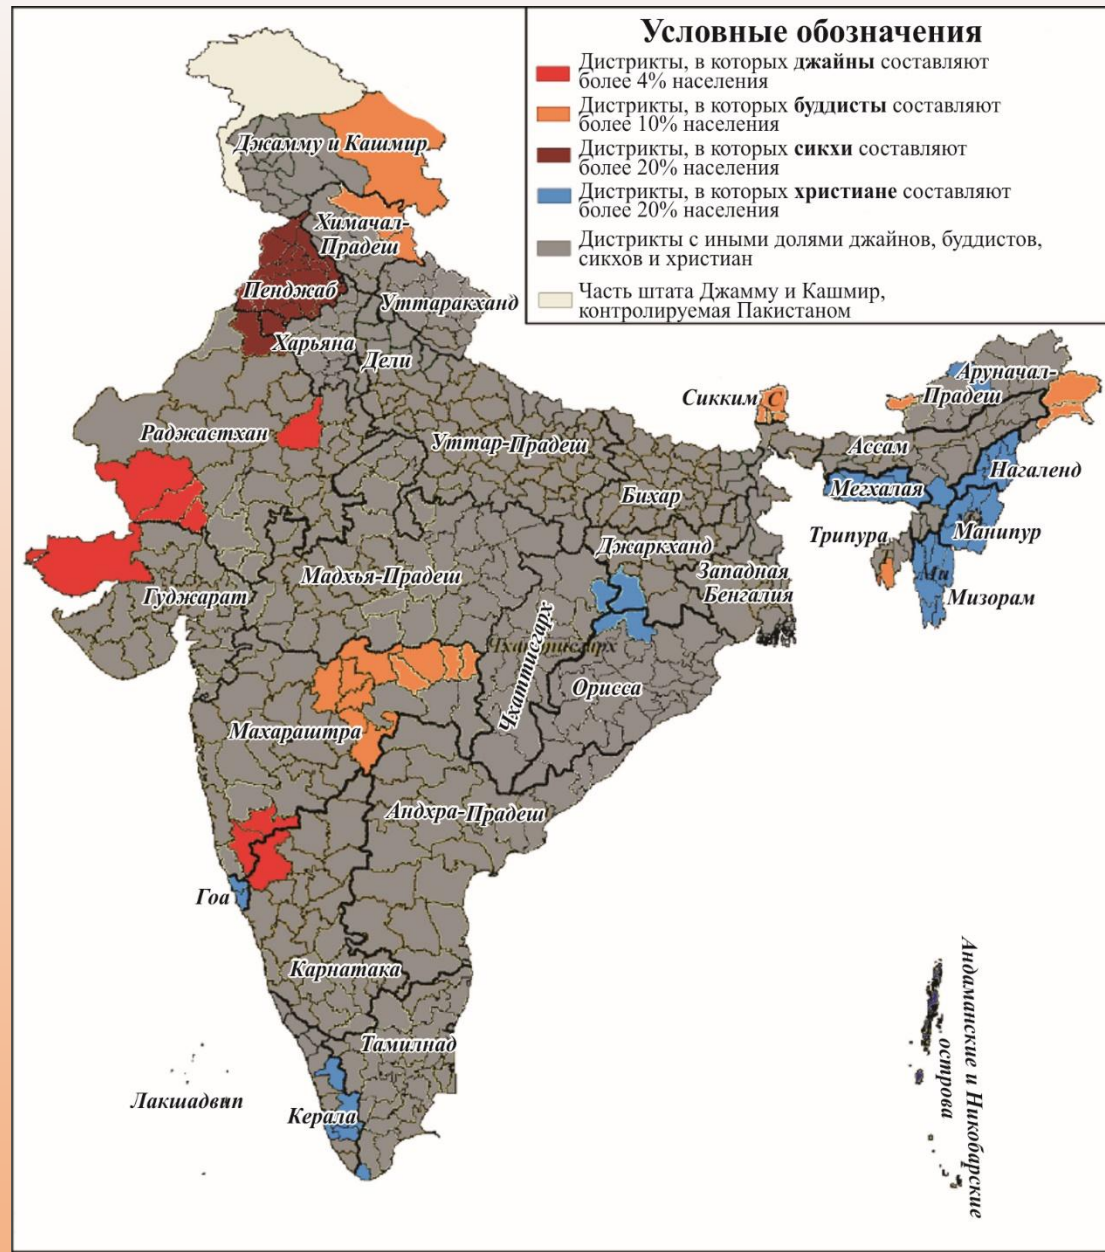 Условные обозначения
Дистрикты, в которых джайны составляют
более 4% населения
Дистрикты, в которых буддисты составляют
более 10% населения
Дистрикты, в которых сикхи составляют
более 20% населения
Дистрикты, в которых христиане составляют
более 20% населения
Дистрикты с иными долями джайнов, буддистов,
сикхов и христиан
Часть штата Джамму и Кашмир,
контролируемая Пакистаном
Джамму и Кашмир
Химачал-
Прадеш
Пенджаб
Уттаракханд
Харьяна
Дели
Раджастхан
Уттар-Прадеш
Сикким
С
Аруначал-
Прадеш
Ассам
Нагаленд
Мегхалая
Бихар
Трипура
Манипур
Джаркханд
Западная
Бенгалия
Ми
Мизорам
Мадхья-Прадеш
Гуджарат
Чхаттисгарх
Чхаттисгарх
Орисса
Махараштра
Андхра-Прадеш
Гоа
Карнатака
Тамилнад
Лакшадвип
Керала
Андаманские и Никобарские
острова